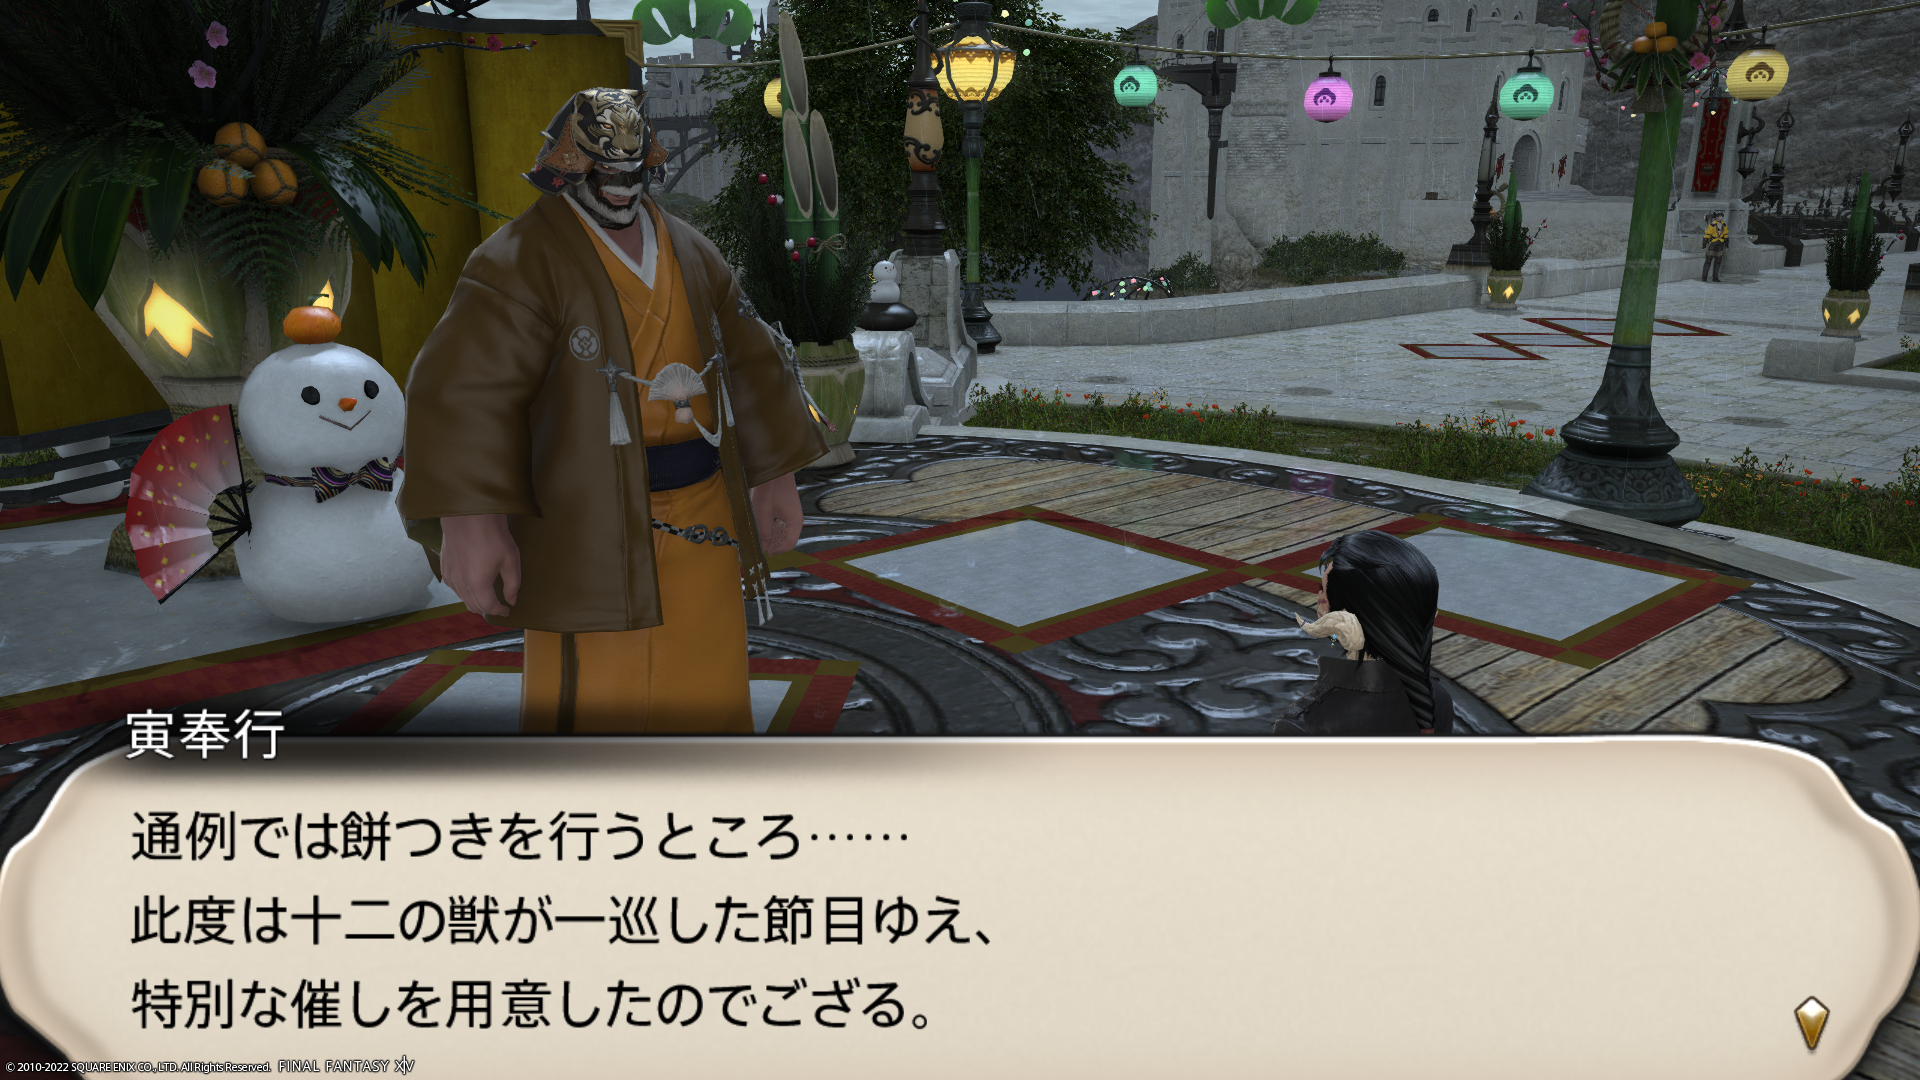 寅奉行
通例では餅つきを行うところ……
此度は十二の獣が一巡した節目ゆえ、
特別な催しを用意したのでござる。
© 2010-2022 SQUARE ENIX CO., LTD. All Rights Reserved. FINAL FANTASY XIV